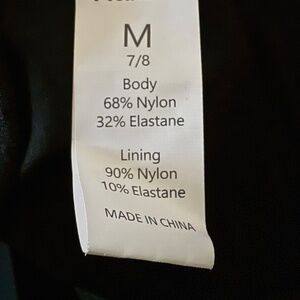 M
7/8
Body
68% Nylon
32% Elastane
Lining
90% Nylon
10% Elastane
MADE IN CHINA